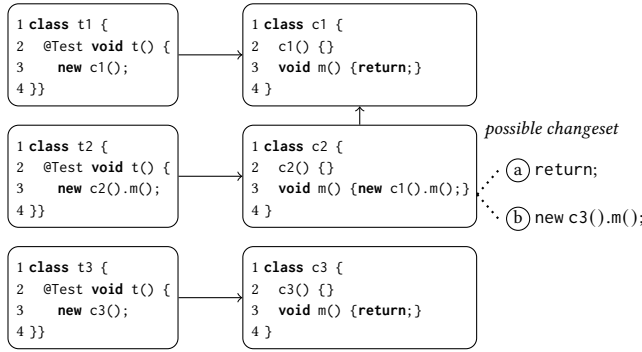 1 class t1 {
2 @Test void t() {
3 new c1();
4 }}
1 class c1 {
2 c1() {}
3 void m() {return;}
4 }
1 class t2 {
2 @Test void t() {
3 new c2().m();
4 }}
1 class c2 {
2 c2() {}
3 void m() {new c1().m();}
4 }
possible changeset
a return;
b new c3().m();
1 class t3 {
2 @Test void t() {
3 new c3();
4 }}
1 class c3 {
2 c3() {}
3 void m() {return;}
4 }